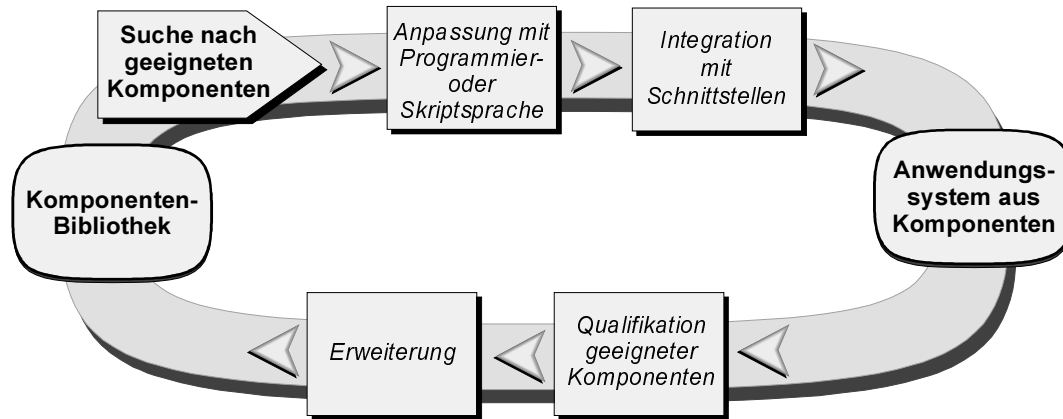 Suche nach
geeigneten
Komponenten
Anpassung mit
Programmier-
oder
Skriptsprache
Integration
mit
Schnittstellen
Komponenten-
Bibliothek
Anwendungs-
system aus
Komponenten
Erweiterung
Qualifikation
geeigneter
Komponenten